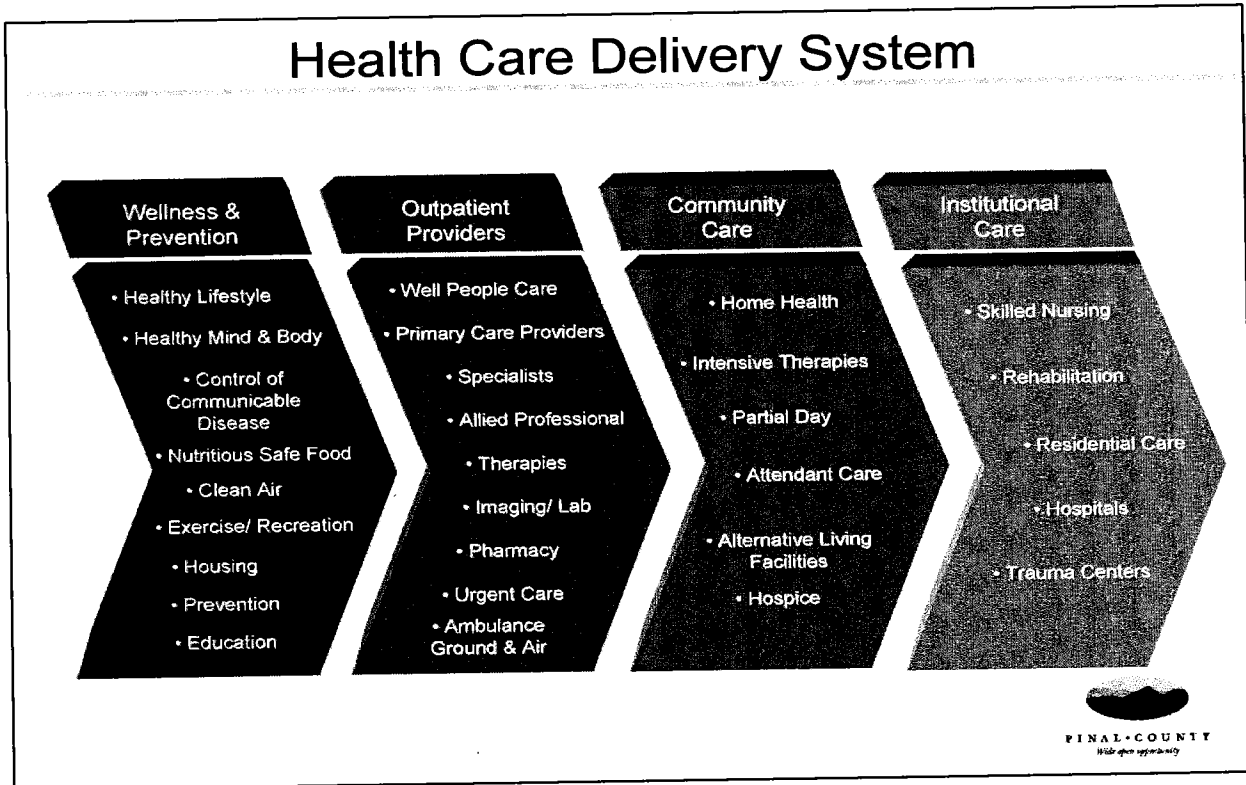 Health Care Delivery System
Wellness &
Prevention
• Healthy Lifestyle
• Healthy Mind & Body
• Control of
Communicable
Disease
• Nutritious Safe Food
• Clean Air
• Exercise/ Recreation
• Housing
• Prevention
• Education
Outpatient
Providers
• Well People Care
• Primary Care Providers
• Specialists
• Allied Professional
• Therapies
• Imaging/ Lab
• Pharmacy
• Urgent Care
• Ambulance
Ground & Air
Community
Care
• Home Health
• Intensive Therapies
• Partial Day
• Attendant Care
• Alternative Living
Facilities
• Hospice
Institutional
Care
• Skilled Nursing
• Rehabilitation
• Residential Care
• Hospitals
• Trauma Centers
PINAL•COUNTY
Wide open opportunity